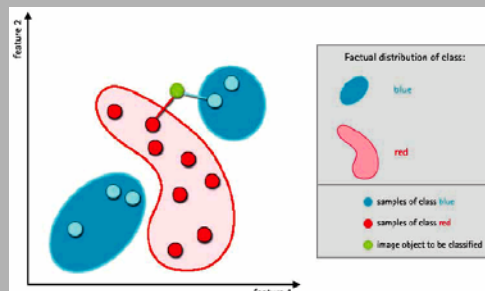 feature 2
Factual distribution of class:
blue
red
samples of class blue
samples of class red
image object to be classified